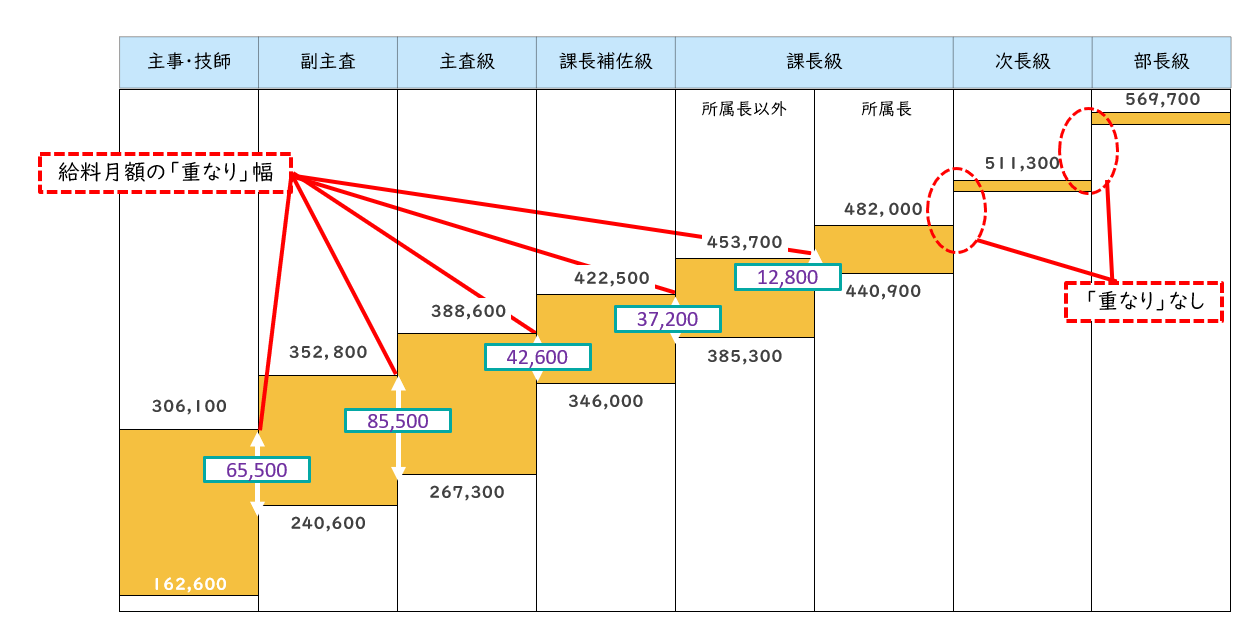 主事・技師
副主査
主査級
課長補佐級
課長級
次長級
部長級
所属長以外
所属長
569,700
給料月額の「重なり」幅
511,300
482,000
453,700
422,500
12,800
440,900
「重なり」なし
388,600
37,200
352,800
42,600
385,300
306,100
346,000
85,500
65,500
267,300
240,600
162,600